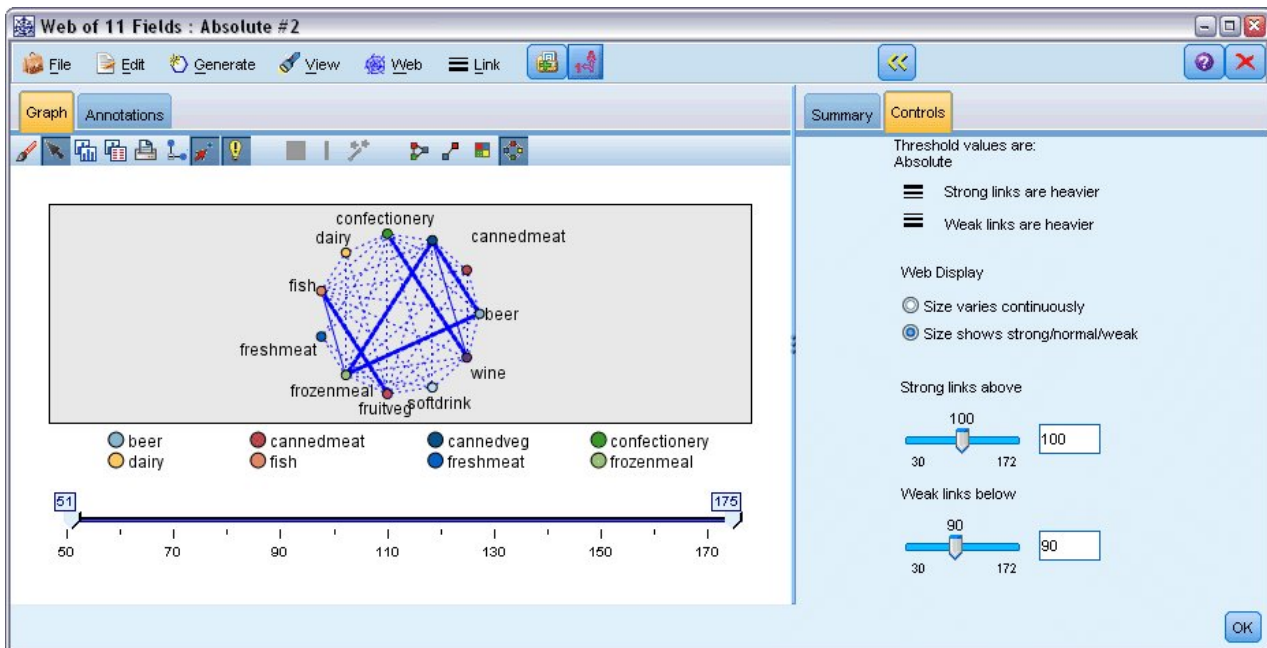 Web of 11 Fields : Absolute #2
File Edit Generate View Web Link
Graph Annotations
Summary Controls
Threshold values are:
Absolute
Strong links are heavier
Weak links are heavier
Web Display
Size varies continuously
Size shows strong/normal/weak
Strong links above
100
100
30 172
Weak links below
90
90
30 172
confectionery
dairy
cannedmeat
fish
beer
freshmeat
wine
frozenmeal
softdrink
fruitveg
beer cannedmeat cannedveg confectionery
dairy fish freshmeat frozenmeal
51 175
50 70 90 110 130 150 170
OK